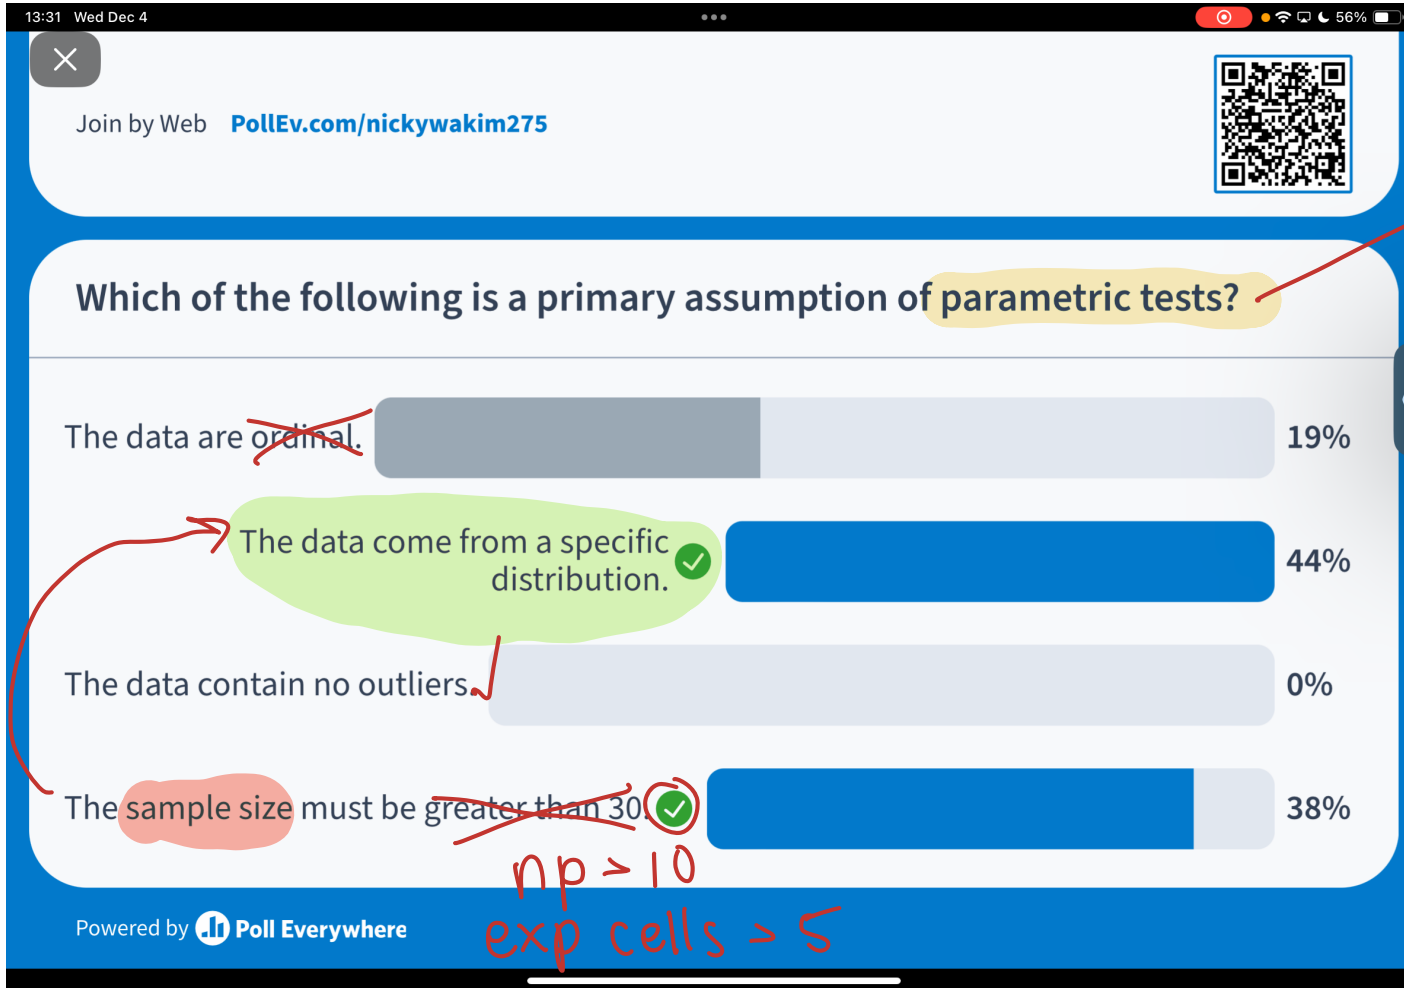 13:31 Wed Dec 4
56%
Join by Web PollEv.com/nickywakim275
Which of the following is a primary assumption of parametric tests?
The data are ordinal.
19%
The data come from a specific
distribution.
44%
The data contain no outliers.
0%
The sample size must be greater than 30.
38%
np > 10
Powered by Poll Everywhere
exp cells > 5